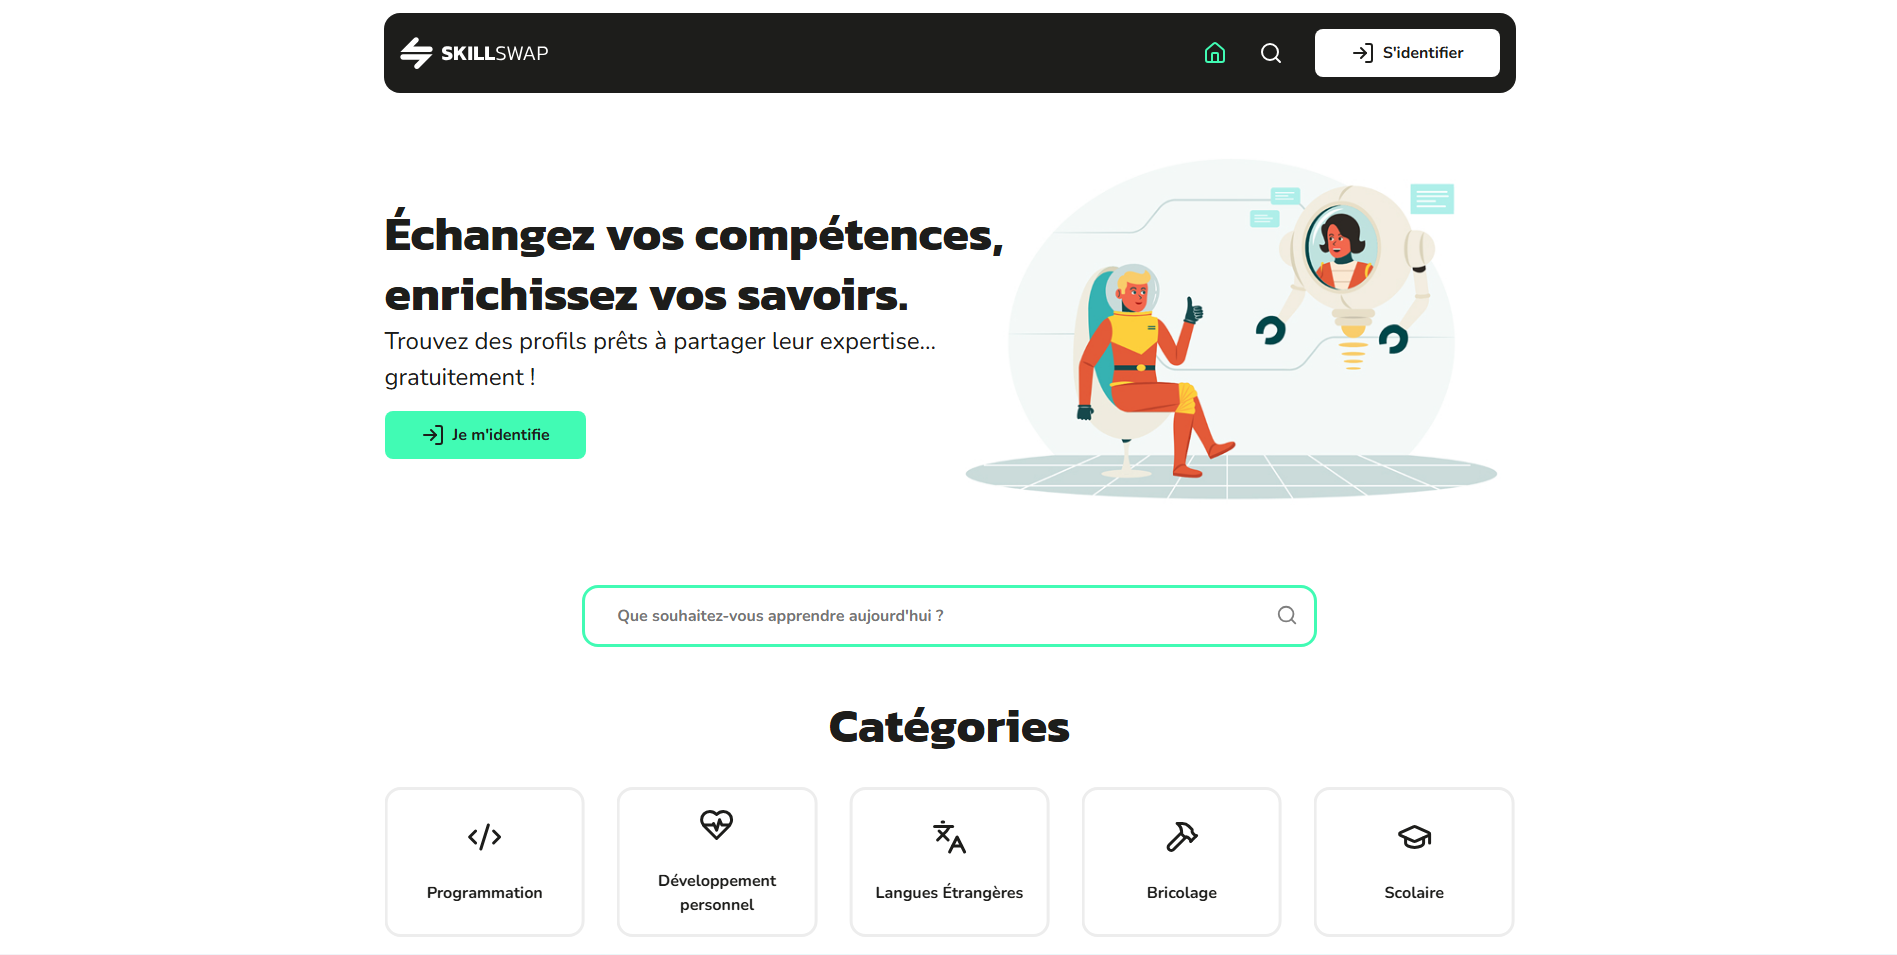 SKILLSWAP
S'identifier
Échangez vos compétences,
enrichissez vos savoirs.
Trouvez des profils prêts à partager leur expertise...
gratuitement !
Je m'identifie
Que souhaitez-vous apprendre aujourd'hui ?
Catégories
Programmation
Développement
personnel
Langues Étrangères
Bricolage
Scolaire